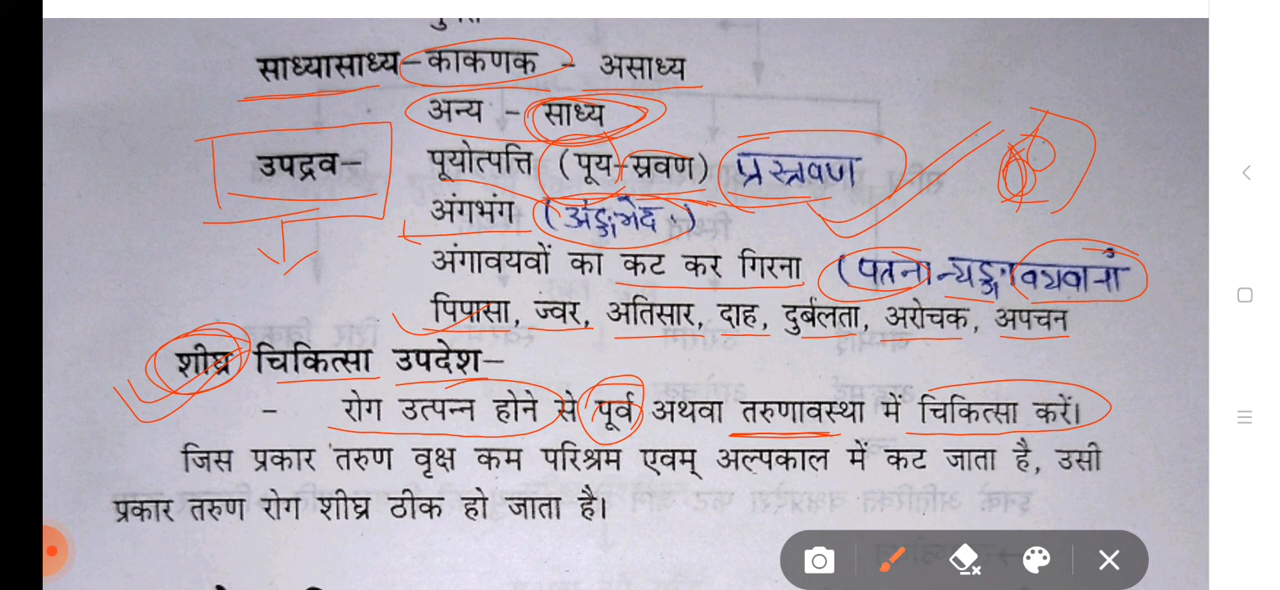 साध्यासाध्य – काकणक - असाध्य
अन्य - साध्य
उपद्रव – पूयोत्पत्ति (पूय-स्रवण) प्रस्त्रवण
अंगभंग (अङ्गभेद)
अंगावयवों का कट कर गिरना (पतनान्यङ्गावयवानां
पिपासा, ज्वर, अतिसार, दाह, दुर्बलता, अरोचक, अपचन
शीघ्र चिकित्सा उपदेश –
- रोग उत्पन्न होने से पूर्व अथवा तरुणावस्था में चिकित्सा करें।
जिस प्रकार तरुण वृक्ष कम परिश्रम एवम् अल्पकाल में कट जाता है, उसी
प्रकार तरुण रोग शीघ्र ठीक हो जाता है।